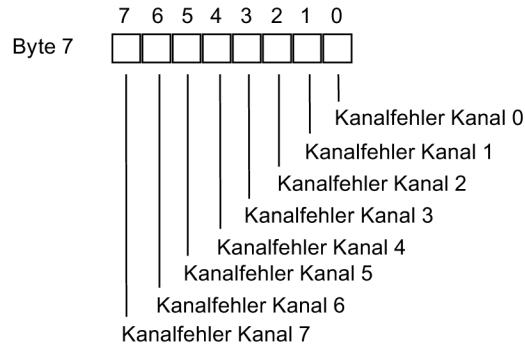 7 6 5 4 3 2 1 0
Byte 7
Kanalfehler Kanal 0
Kanalfehler Kanal 1
Kanalfehler Kanal 2
Kanalfehler Kanal 3
Kanalfehler Kanal 4
Kanalfehler Kanal 5
Kanalfehler Kanal 6
Kanalfehler Kanal 7